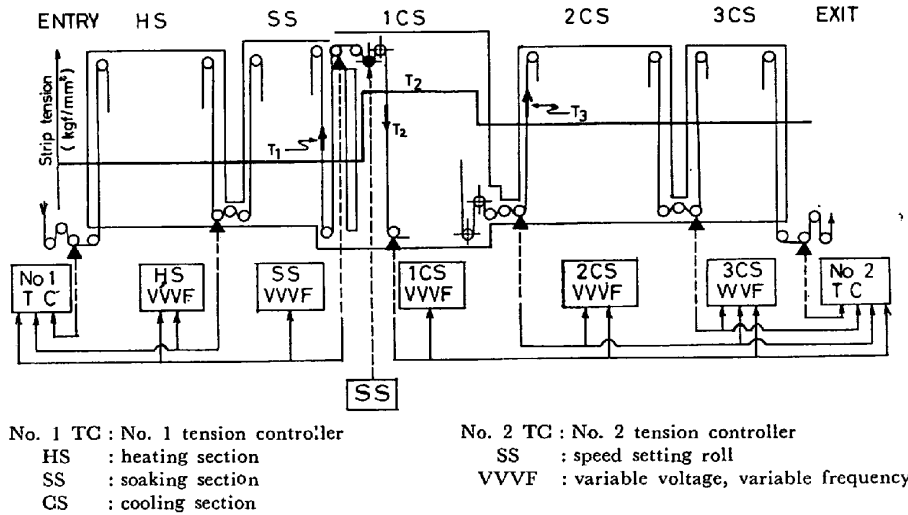 ENTRY HS SS 1CS 2CS 3CS EXIT
Strip tension
(kgf/mm²)
T₂
T₁
T₂
T₃
No 1
T C
HS
VVVF
SS
VVVF
1CS
VVVF
2CS
VVVF
3CS
VVVF
No. 2
T C
SS
No. 1 TC : No. 1 tension controller
HS : heating section
SS : soaking section
CS : cooling section
No. 2 TC : No. 2 tension controller
SS : speed setting roll
VVVF : variable voltage, variable frequency